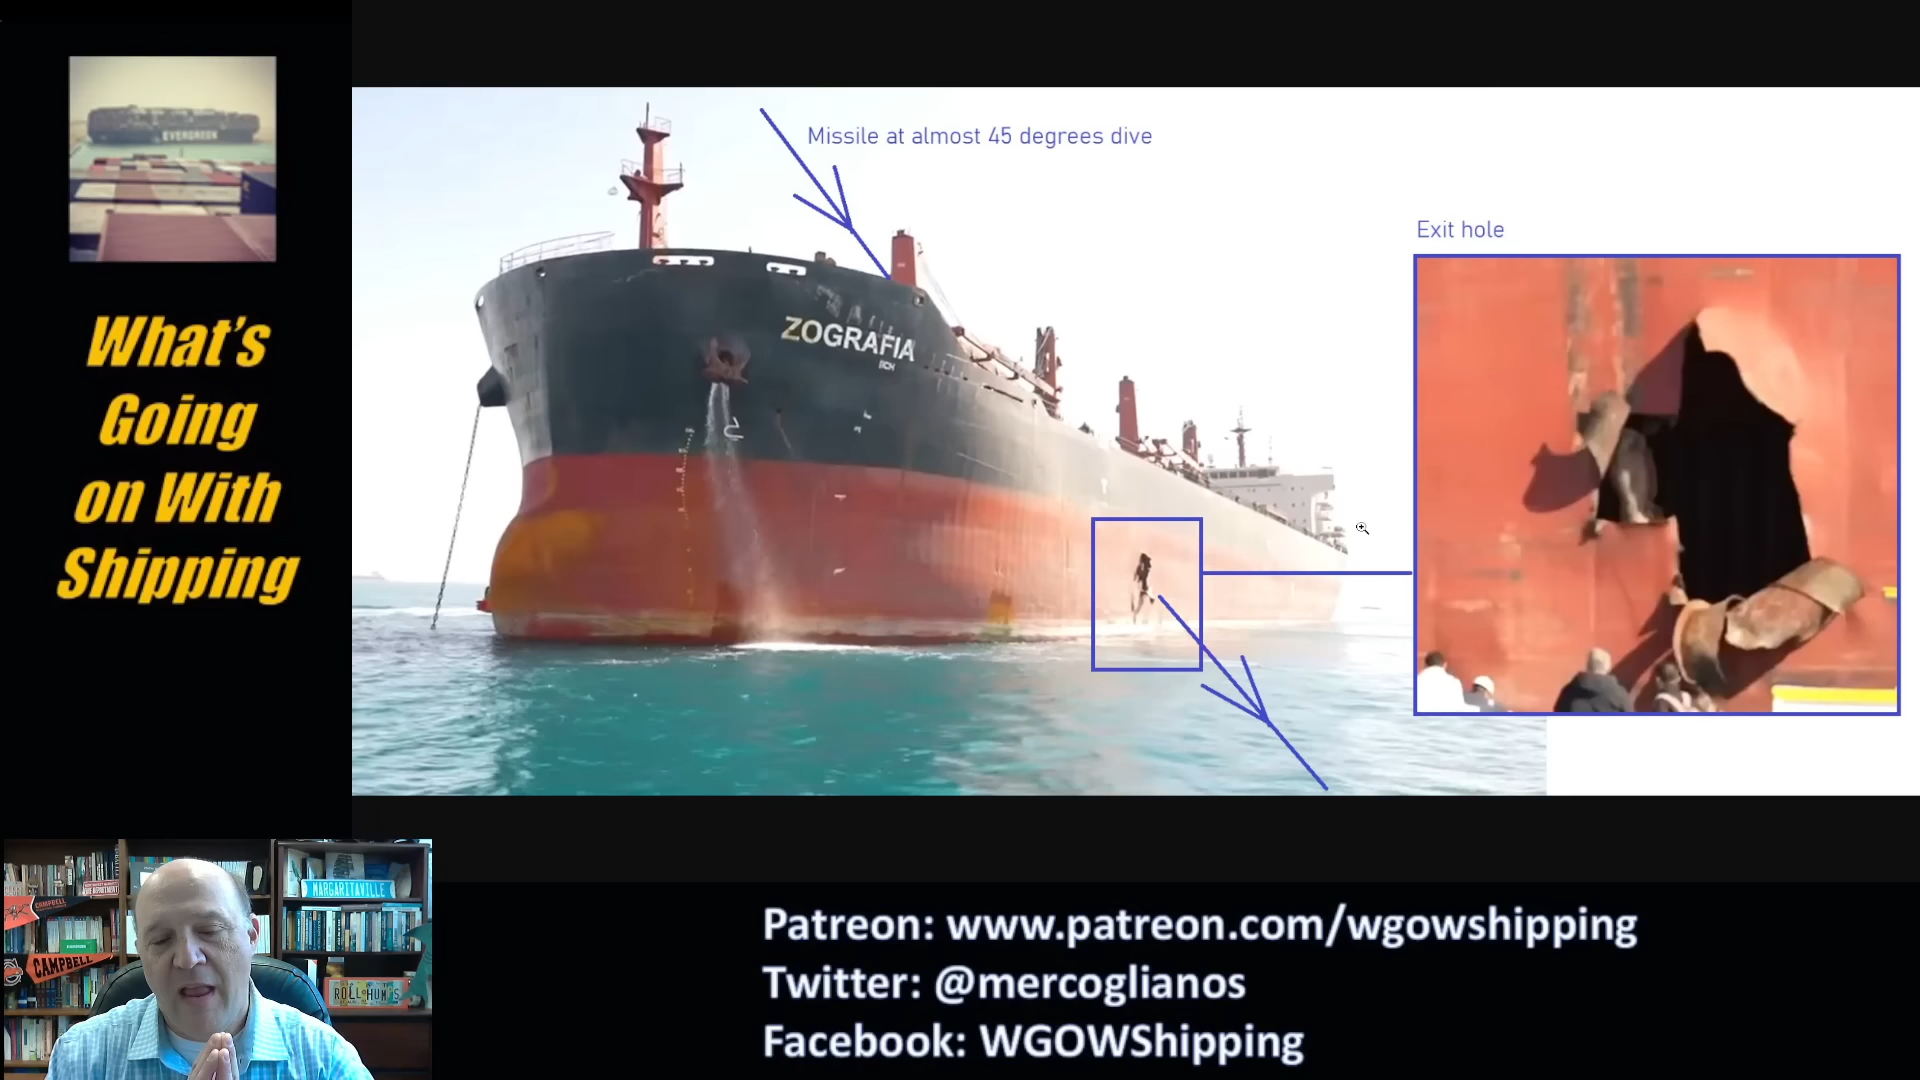 EVERGREEN
What's
Going
on With
Shipping
Missile at almost 45 degrees dive
Exit hole
ZOGRAFIA
MARGARITAVILLE
CAMPBELL
CAMPBELL
Patreon: www.patreon.com/wgowshipping
Twitter: @mercoglianos
Facebook: WGOWShipping